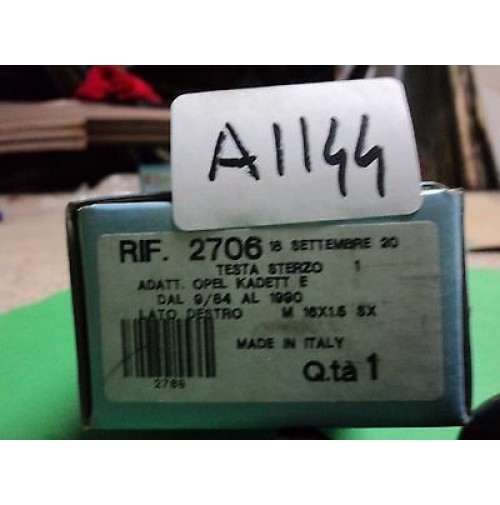 A1144
RIF. 2706 18 SETTEMBRE 20
TESTA STERZO 1
ADATT. OPEL KADETT E
DAL 9/84 AL 1990
LATO DESTRO M 16X1.5 SX
MADE IN ITALY
2706
Q.tà 1